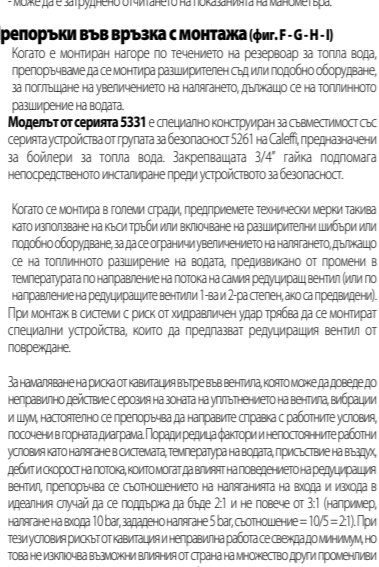 - може да е затруднено отчитането на показанията на манометъра.
репоръки във връзка с монтажа (фиг. F - G - H - I)
Когато е монтиран нагоре по течението на резервоар за топла вода,
препоръчваме да се монтира разширителен съд или подобно оборудване,
за поглъщане на увеличението на налягането, дължащо се на топлинното
разширение на водата.
Моделът от серията 5331 е специално конструиран за съвместимост със
серията устройства от групата за безопасност 5261 на Caleffi, предназначени
за бойлери за топла вода. Закрепващата 3/4" гайка подпомага
непосредственото инсталиране преди устройството за безопасност.
Когато се монтира в големи сгради, предприемете технически мерки такива
като използване на къси тръби или включване на разширителни шибъри или
подобно оборудване, за да се ограничи увеличението на налягането, дължащо
се на топлинното разширение на водата, предизвикано от промени в
температурата по направление на потока на самия редуциращ вентил (или по
направление на редуциращите вентили 1-ва и 2-ра степен, ако са предвидени).
При монтаж в системи с риск от хидравличен удар трябва да се монтират
специални устройства, които да предпазват редуциращия вентил от
повреждане.
За намаляване на риска от кавитация вътре във вентила, която може да доведе до
неправилно действие с ерозия на зоната на уплътнението на вентила, вибрации
и шум, настоятелно се препоръчва да направите справка с работните условия,
посочени в горната диаграма. Поради редица фактори и непостоянните работни
условия като налягане в системата, температура на водата, присъствие на въздух,
дебит и скорост на потока, които могат да влияят на поведението на редуциращия
вентил, препоръчва се съотношението на наляганията на входа и изхода в
идеалния случай да се поддържа да бъде 2:1 и не повече от 3:1 (например,
налягане на входа 10 bar, зададено налягане 5 bar, съотношение = 10/5 = 2:1). При
тези условия рискът от кавитация и неправилна работа се свежда до минимум, но
това не изключва възможни влияния от страна на множество други променливи